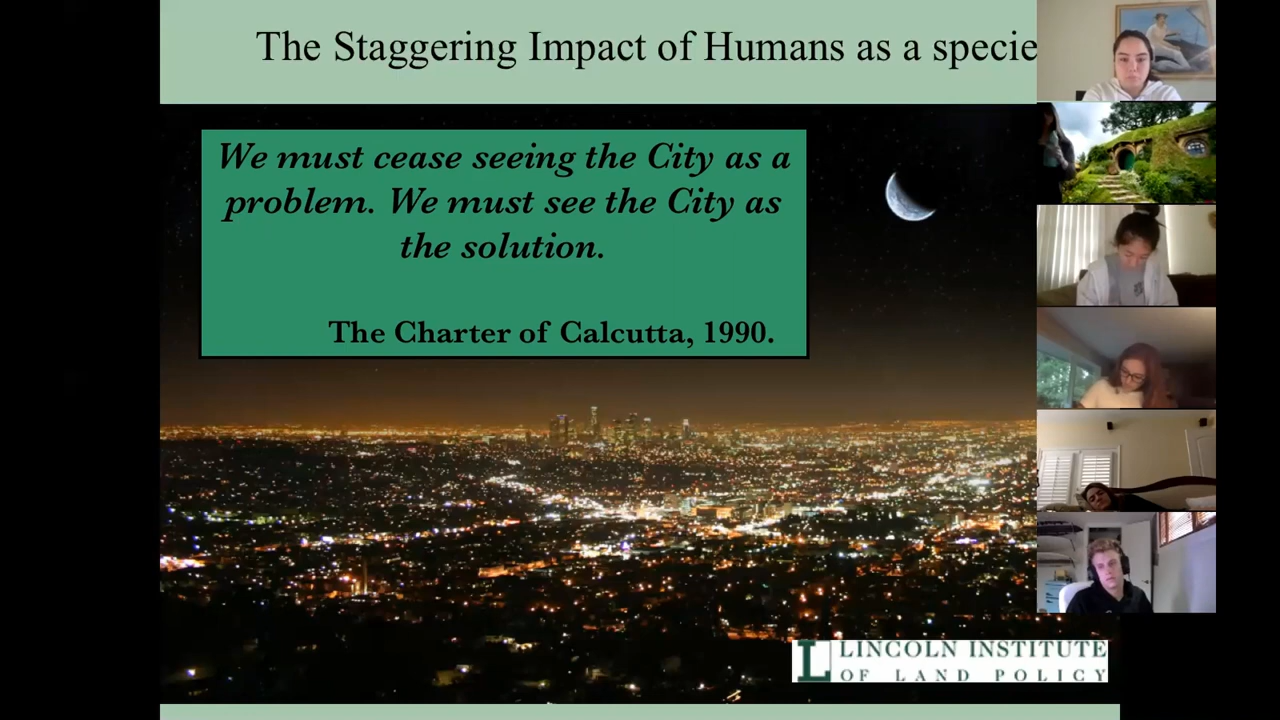 The Staggering Impact of Humans as a specie
We must cease seeing the City as a
problem. We must see the City as
the solution.
The Charter of Calcutta, 1990.
LINCOLN INSTITUTE
OF LAND POLICY